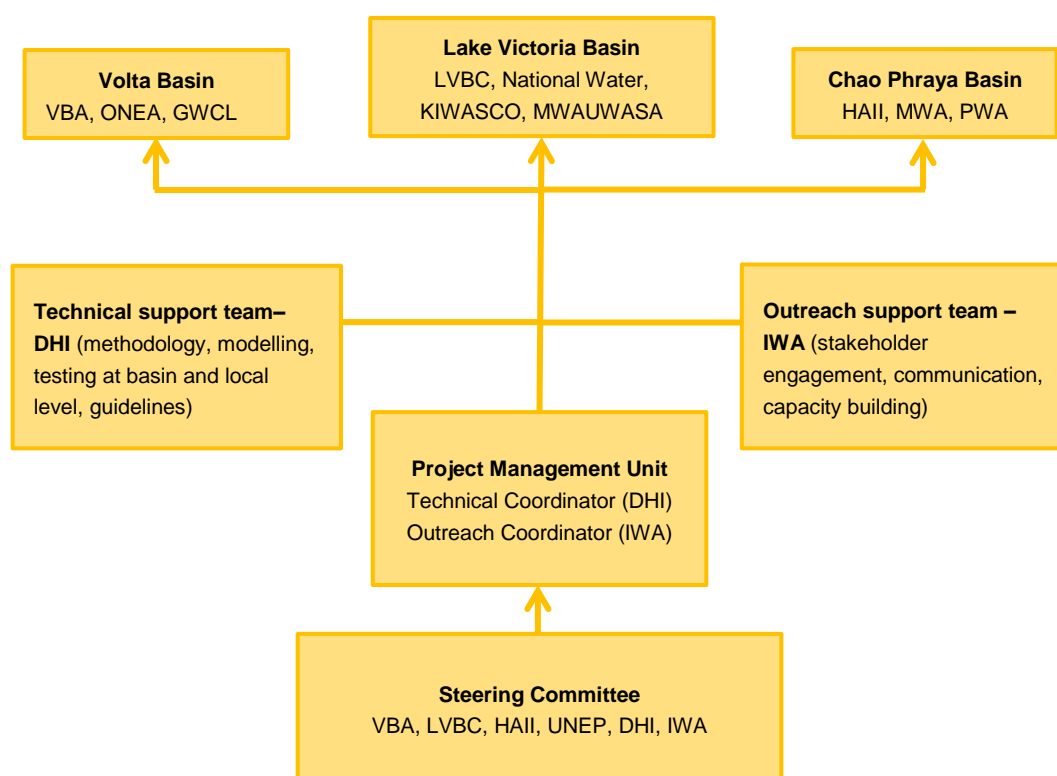 Volta Basin
VBA, ONEA, GWCL
Lake Victoria Basin
LVBC, National Water,
KIWASCO, MWAUWASA
Chao Phraya Basin
HAII, MWA, PWA
Technical support team–
DHI (methodology, modelling,
testing at basin and local
level, guidelines)
Outreach support team –
IWA (stakeholder
engagement, communication,
capacity building)
Project Management Unit
Technical Coordinator (DHI)
Outreach Coordinator (IWA)
Steering Committee
VBA, LVBC, HAII, UNEP, DHI, IWA